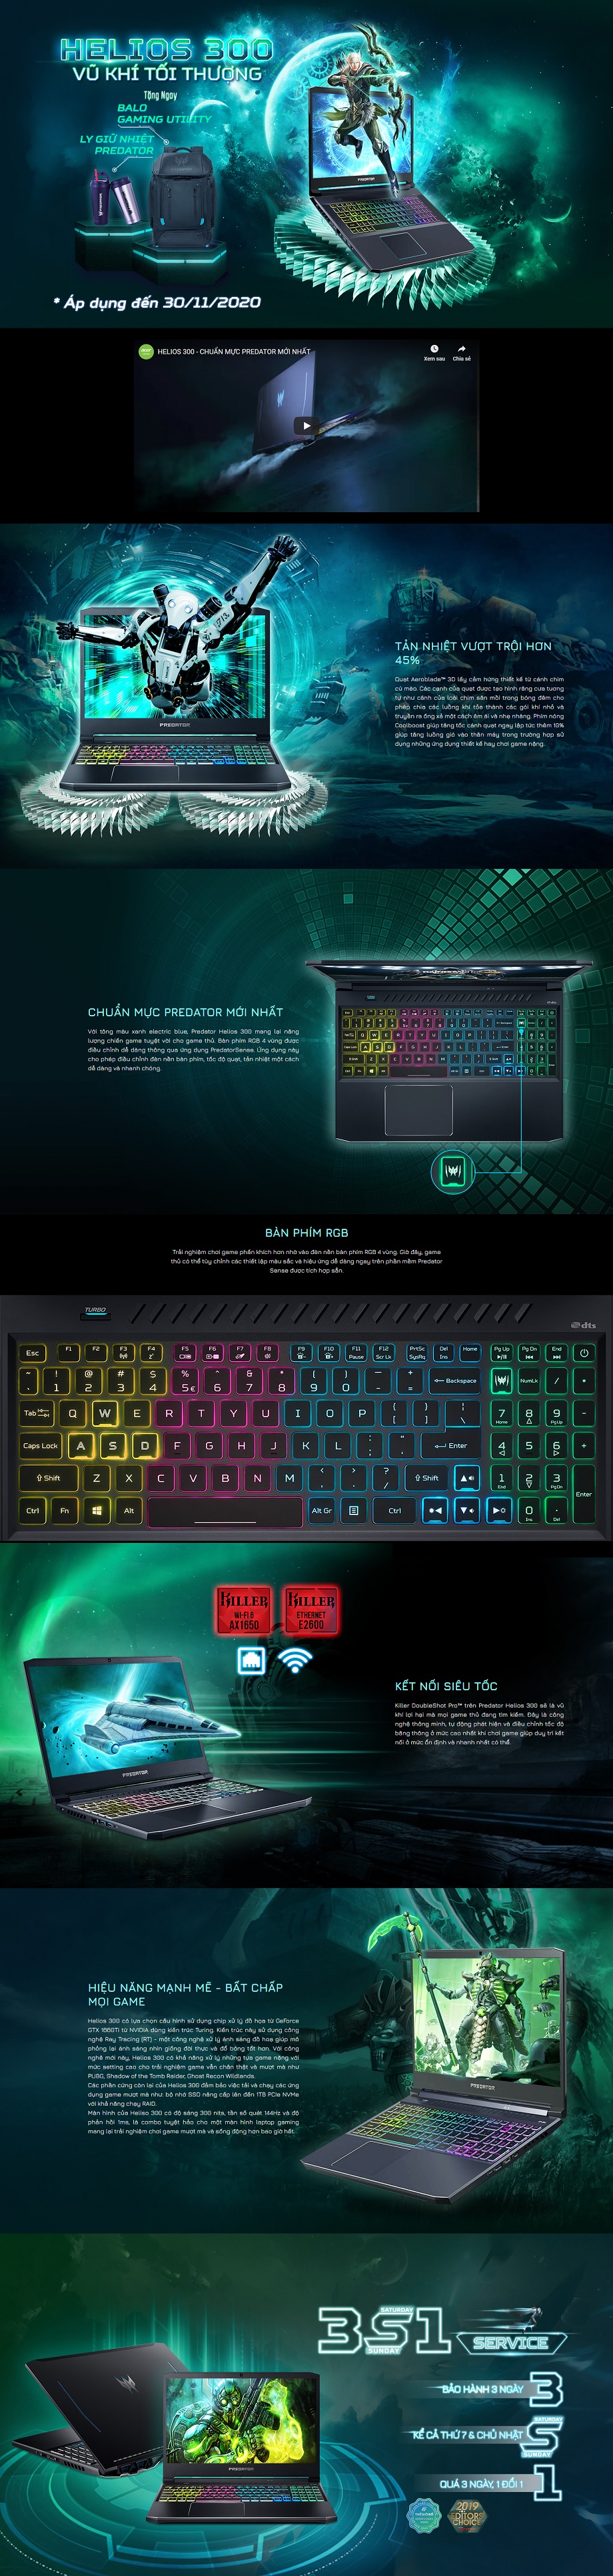 HELIOS 300
VŨ KHÍ TỐI THƯỢNG
Tặng Ngay
BALO
GAMING UTILITY
LY GIỮ NHIỆT
PREDATOR
* Áp dụng đến 30/11/2020
HELIOS 300 - CHUẨN MỰC PREDATOR MỚI NHẤT
Xem sau
Chia sẻ
TẢN NHIỆT VƯỢT TRỘI HƠN
45%
Quạt Aeroblade™ 3D lấy cảm hứng thiết kế từ cánh chim
cú mèo. Các cạnh của quạt được tạo hình răng cưa tương
tự như cánh của loài chim săn mồi trong bóng đêm cho
phép chia các luồng khí tỏa thành các gói khí nhỏ và
truyền ra ống xả một cách êm ái và nhẹ nhàng. Phím nóng
Coolboost giúp tăng tốc cánh quạt ngay lập tức thêm 10%
giúp tăng luồng gió vào thân máy trong trường hợp sử
dụng những ứng dụng thiết kế hay chơi game nặng.
PREDATOR
CHUẨN MỰC PREDATOR MỚI NHẤT
Với tông màu xanh electric blue, Predator Helios 300 mang lại năng
lượng chiến game tuyệt vời cho game thủ. Bàn phím RGB 4 vùng được
điều chỉnh dễ dàng thông qua ứng dụng PredatorSense. Ứng dụng này
cho phép điều chỉnh đèn nền bàn phím, tốc độ quạt, tản nhiệt một cách
dễ dàng và nhanh chóng.
BÀN PHÍM RGB
Trải nghiệm chơi game phấn khích hơn nhờ vào đèn nền bàn phím RGB 4 vùng. Giờ đây, game
thủ có thể tùy chỉnh các thiết lập màu sắc và hiệu ứng dễ dàng ngay trên phần mềm Predator
Sense được tích hợp sẵn.
TURBO
dts
Esc F1 F2 F3 F4 F5 F6 F7 F8 F9 F10 F11 Pause F12 Scr Lk PrtSc SysRq Del Ins Home Pg Up Pg Dn End
~ ` ! 1 @ 2 # 3 $ 4 % 5 € ^ 6 & 7 * 8 ( 9 ) 0 _ - + = Backspace NumLk / *
Tab Q W E R T Y U I O P { [ } ] | \ 7 Home 8 9 PgUp -
Caps Lock A S D F G H J K L : ; " ' Enter 4 5 6 +
Shift Z X C V B N M < , > . ? / Shift 1 End 2 3 PgDn Enter
Ctrl Fn Alt Alt Gr Ctrl 0 Ins . Del
KILLER
WI-FI 6
AX1650
KILLER
ETHERNET
E2600
PREDATOR
KẾT NỐI SIÊU TỐC
Killer DoubleShot Pro™ trên Predator Helios 300 sẽ là vũ
khí lợi hại mà mọi game thủ đang tìm kiếm. Đây là công
nghệ thông minh, tự động phát hiện và điều chỉnh tốc độ
băng thông ở mức cao nhất khi chơi game giúp duy trì kết
nối ở mức ổn định và nhanh nhất có thể.
HIỆU NĂNG MẠNH MẼ - BẤT CHẤP
MỌI GAME
Helios 300 có lựa chọn cấu hình sử dụng chip xử lý đồ họa từ GeForce
GTX 1660Ti từ NVIDIA dùng kiến trúc Turing. Kiến trúc này sử dụng công
nghệ Ray Tracing (RT) - một công nghệ xử lý ánh sáng đồ họa giúp mô
phỏng lại ánh sáng nhìn giống đời thực và đổ bóng tốt hơn. Với công
nghệ mới này, Helios 300 có khả năng xử lý những tựa game nặng với
mức setting cao cho trải nghiệm game vẫn chân thật và mượt mà như
PUBG, Shadow of the Tomb Raider, Ghost Recon Wildlands.
Các phần cứng còn lại của Helios 300 đảm bảo việc tải và chạy các ứng
dụng game mượt mà như: bộ nhớ SSD nâng cấp lên đến 1TB PCIe NVMe
với khả năng chạy RAID.
Màn hình của Helios 300 có độ sáng 300 nits, tần số quét 144Hz và độ
phản hồi 1ms, là combo tuyệt hảo cho một màn hình laptop gaming
mang lại trải nghiệm chơi game mượt mà và sống động hơn bao giờ hết.
PREDATOR
3S1
SATURDAY
SUNDAY
SERVICE
BẢO HÀNH 3 NGÀY 3
KỂ CẢ THỨ 7 & CHỦ NHẬT S
SATURDAY
SUNDAY
QUÁ 3 NGÀY, 1 ĐỔI 1 1
PREDATOR
2019
EDITORS'
CHOICE